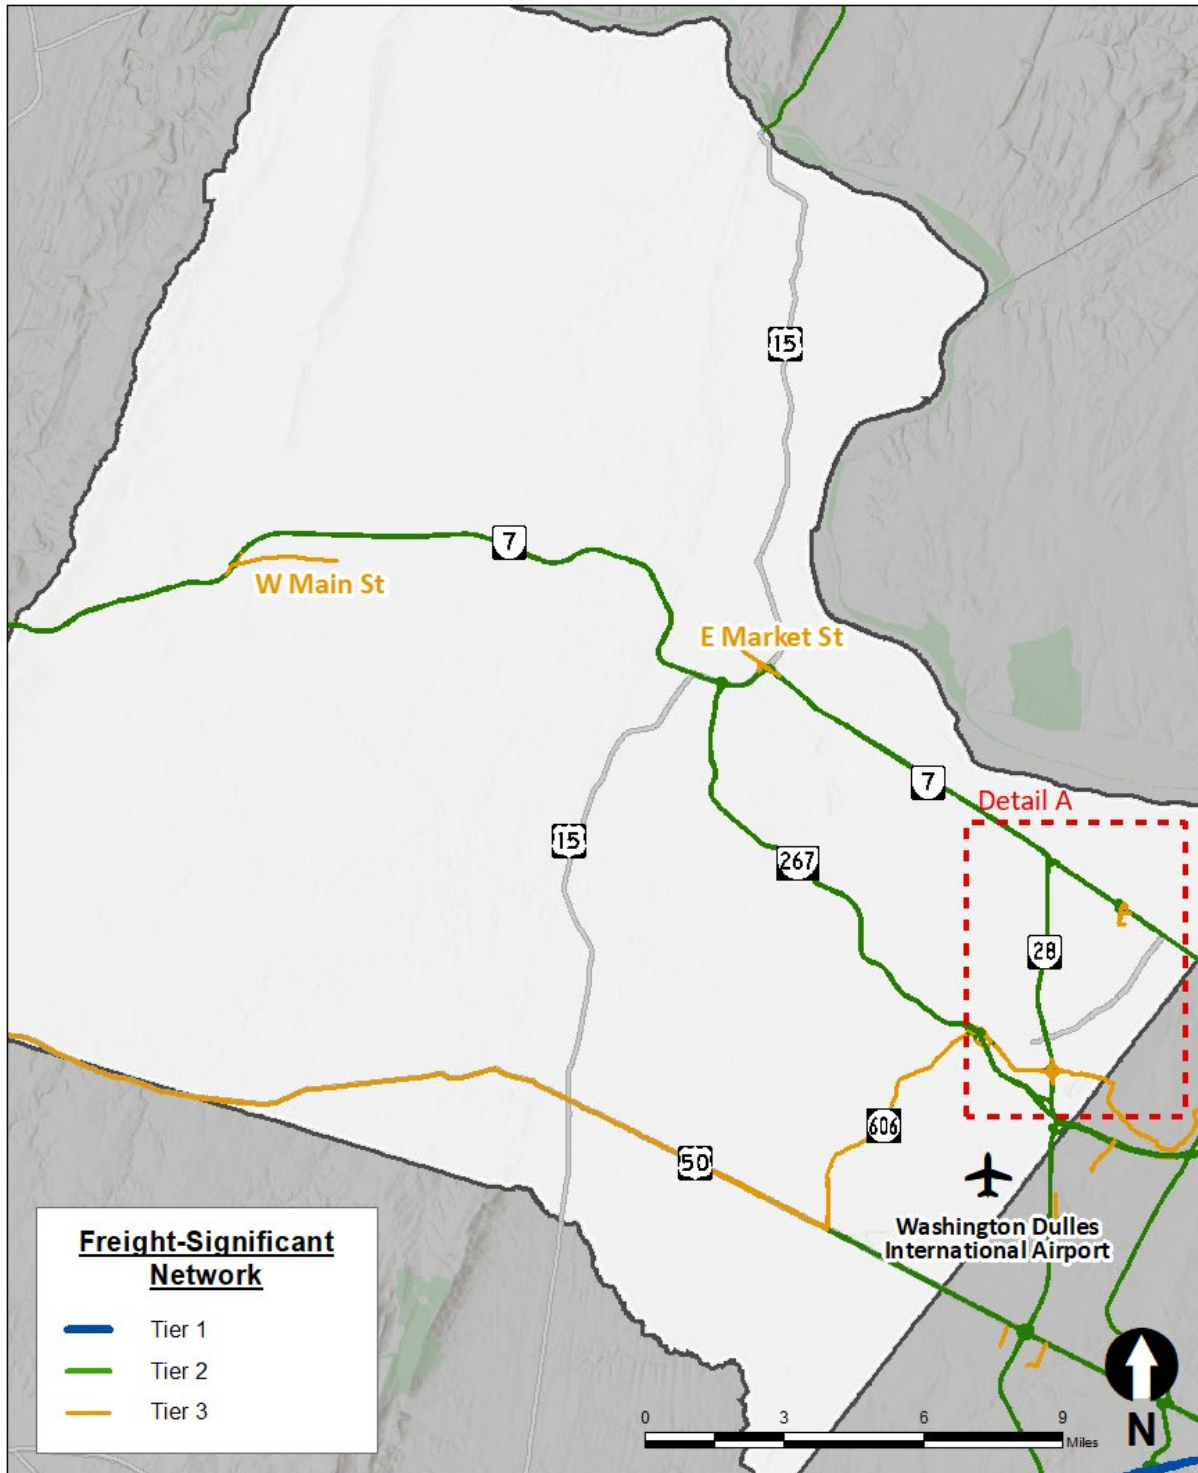 15
7
W Main St
E Market St
7
Detail A
15
267
28
606
50
Washington Dulles
International Airport
Freight-Significant
Network
Tier 1
Tier 2
Tier 3
0 3 6 9
Miles
N